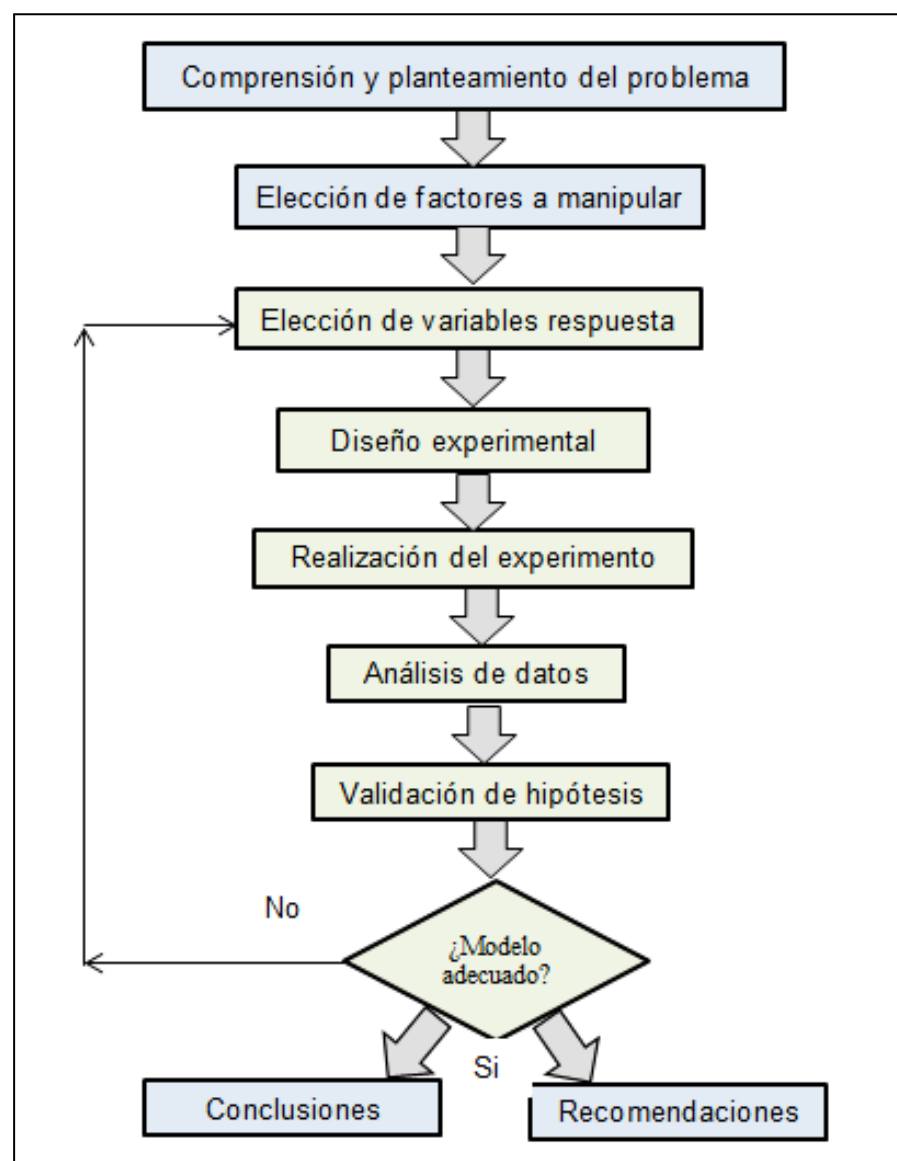 Comprensión y planteamiento del problema
Elección de factores a manipular
Elección de variables respuesta
Diseño experimental
Realización del experimento
Análisis de datos
Validación de hipótesis
No
¿Modelo
adecuado?
Si
Conclusiones
Recomendaciones